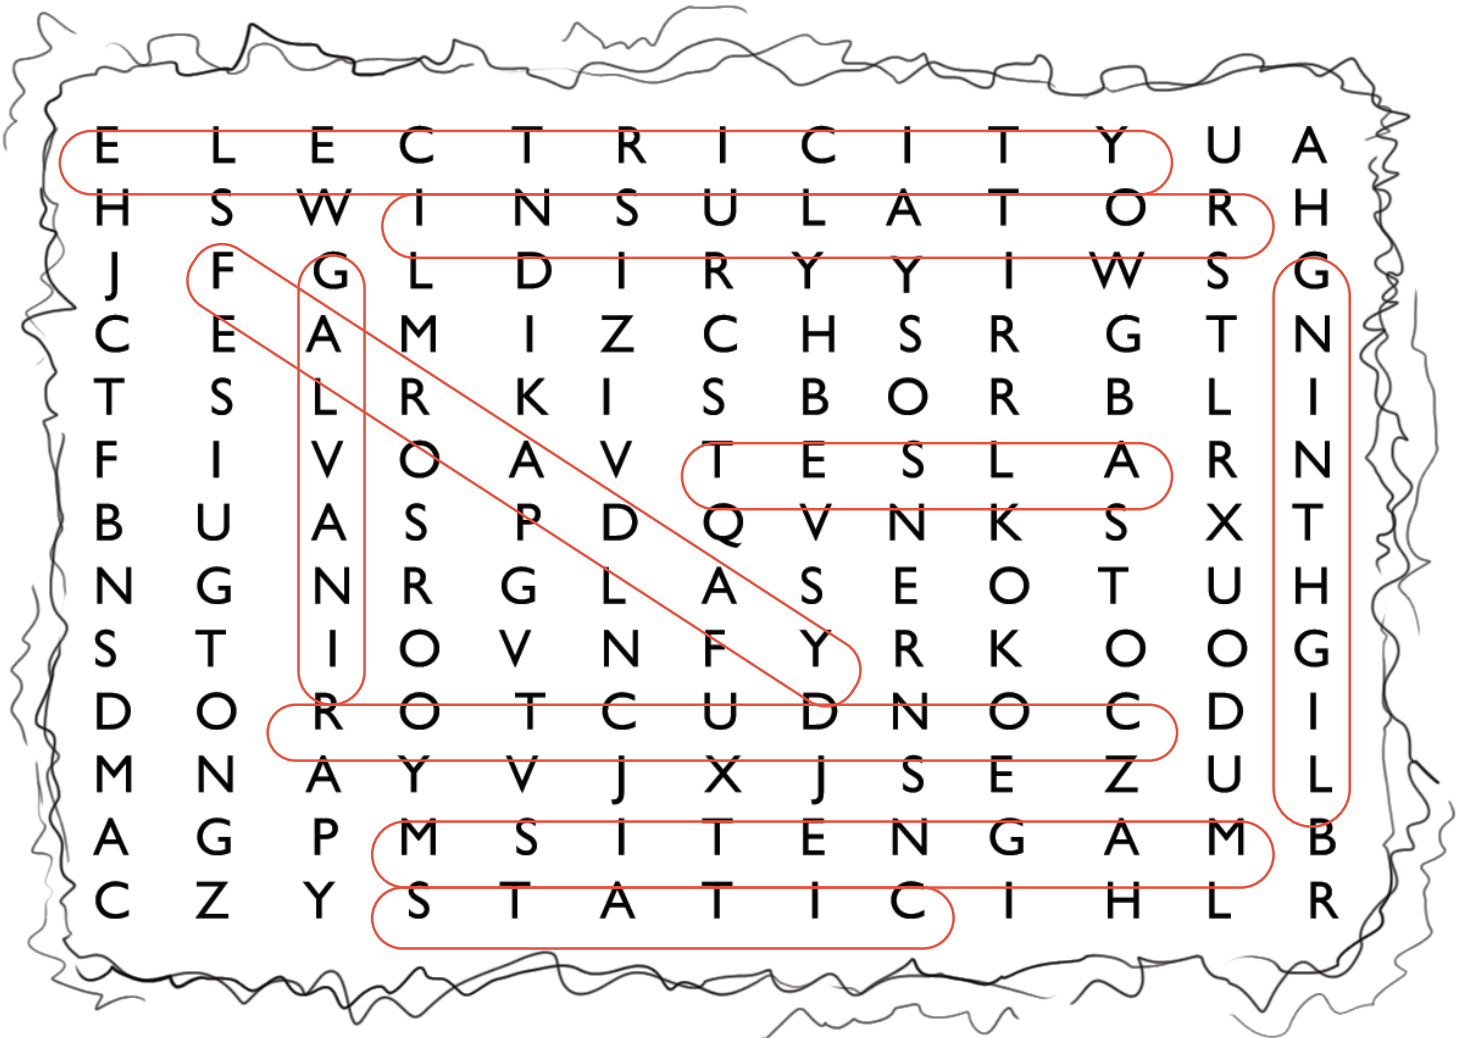 E L E C T R I C I T Y U A
H S W I N S U L A T O R H
J F G L D I R Y Y I W S G
C E A M I Z C H S R G T N
T S L R K I S B O R B L I
F I V O A V T E S L A R N
B U A S P D Q V N K S X T
N G N R G L A S E O T U H
S T I O V N F Y R K O O G
D O R O T C U D N O C D I
M N A Y V J X J S E Z U L
A G P M S I T E N G A M B
C Z Y S T A T I C I H L R